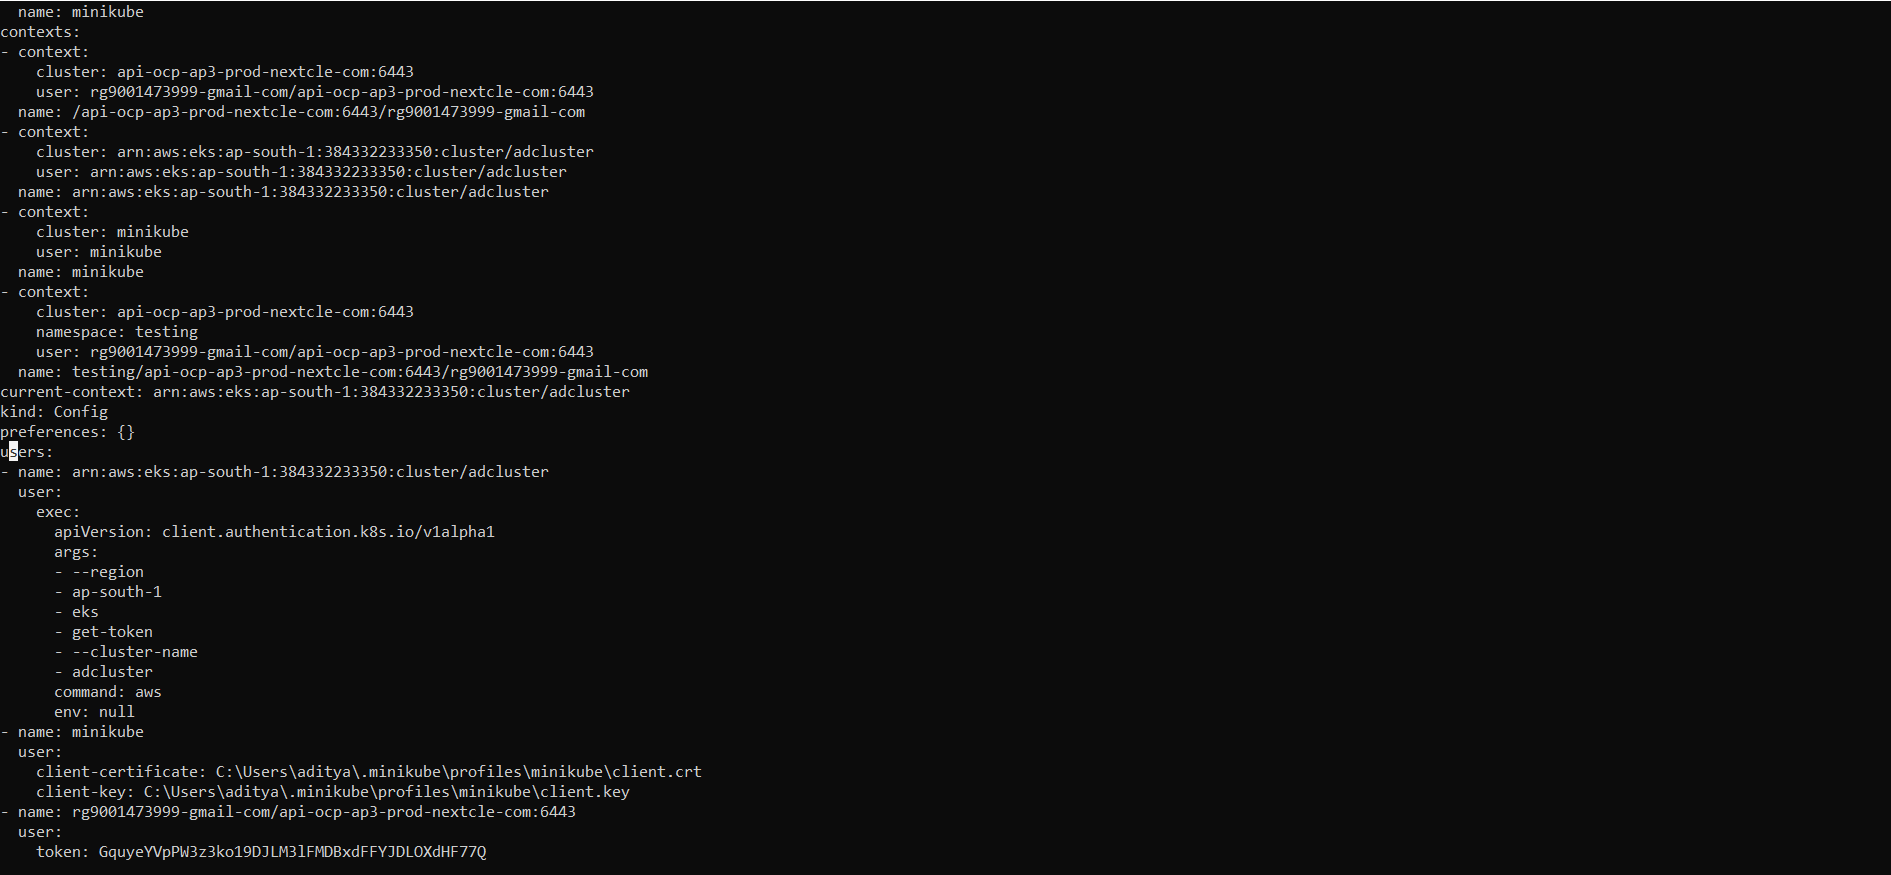 name: minikube
contexts:
- context:
    cluster: api-ocp-ap3-prod-nextcle-com:6443
    user: rg9001473999-gmail-com/api-ocp-ap3-prod-nextcle-com:6443
  name: /api-ocp-ap3-prod-nextcle-com:6443/rg9001473999-gmail-com
- context:
    cluster: arn:aws:eks:ap-south-1:384332233350:cluster/adcluster
    user: arn:aws:eks:ap-south-1:384332233350:cluster/adcluster
  name: arn:aws:eks:ap-south-1:384332233350:cluster/adcluster
- context:
    cluster: minikube
    user: minikube
  name: minikube
- context:
    cluster: api-ocp-ap3-prod-nextcle-com:6443
    namespace: testing
    user: rg9001473999-gmail-com/api-ocp-ap3-prod-nextcle-com:6443
  name: testing/api-ocp-ap3-prod-nextcle-com:6443/rg9001473999-gmail-com
current-context: arn:aws:eks:ap-south-1:384332233350:cluster/adcluster
kind: Config
preferences: {}
users:
- name: arn:aws:eks:ap-south-1:384332233350:cluster/adcluster
  user:
    exec:
      apiVersion: client.authentication.k8s.io/v1alpha1
      args:
      - --region
      - ap-south-1
      - eks
      - get-token
      - --cluster-name
      - adcluster
      command: aws
      env: null
- name: minikube
  user:
    client-certificate: C:\Users\aditya\.minikube\profiles\minikube\client.crt
    client-key: C:\Users\aditya\.minikube\profiles\minikube\client.key
- name: rg9001473999-gmail-com/api-ocp-ap3-prod-nextcle-com:6443
  user:
    token: GquyeYVpPW3z3ko19DJLM3lFMDBxdFFYJDLOXdHF77Q